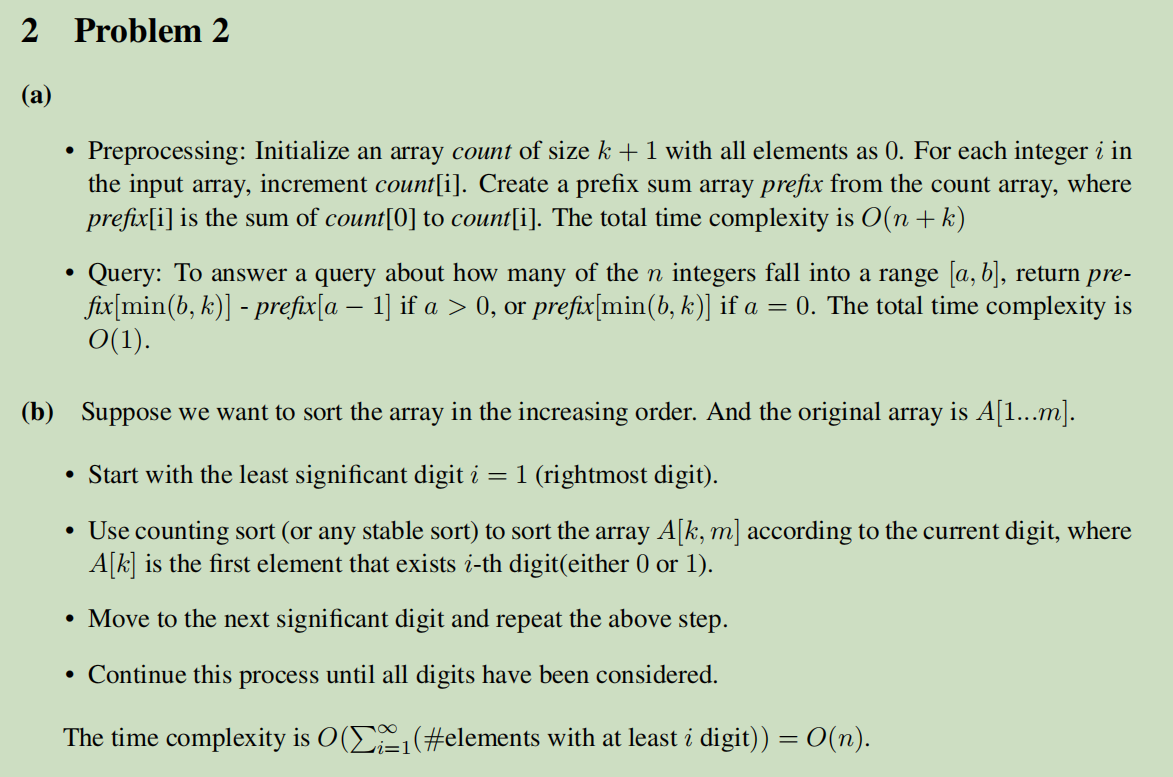 2 Problem 2
(a)
• Preprocessing: Initialize an array count of size k + 1 with all elements as 0. For each integer i in
the input array, increment count[i]. Create a prefix sum array prefix from the count array, where
prefix[i] is the sum of count[0] to count[i]. The total time complexity is O(n + k)
• Query: To answer a query about how many of the n integers fall into a range [a, b], return pre-
fix[min(b, k)] - prefix[a − 1] if a > 0, or prefix[min(b, k)] if a = 0. The total time complexity is
O(1).
(b) Suppose we want to sort the array in the increasing order. And the original array is A[1...m].
• Start with the least significant digit i = 1 (rightmost digit).
• Use counting sort (or any stable sort) to sort the array A[k, m] according to the current digit, where
A[k] is the first element that exists i-th digit(either 0 or 1).
• Move to the next significant digit and repeat the above step.
• Continue this process until all digits have been considered.
The time complexity is O(∑_{i=1}^{∞}(#elements with at least i digit)) = O(n).